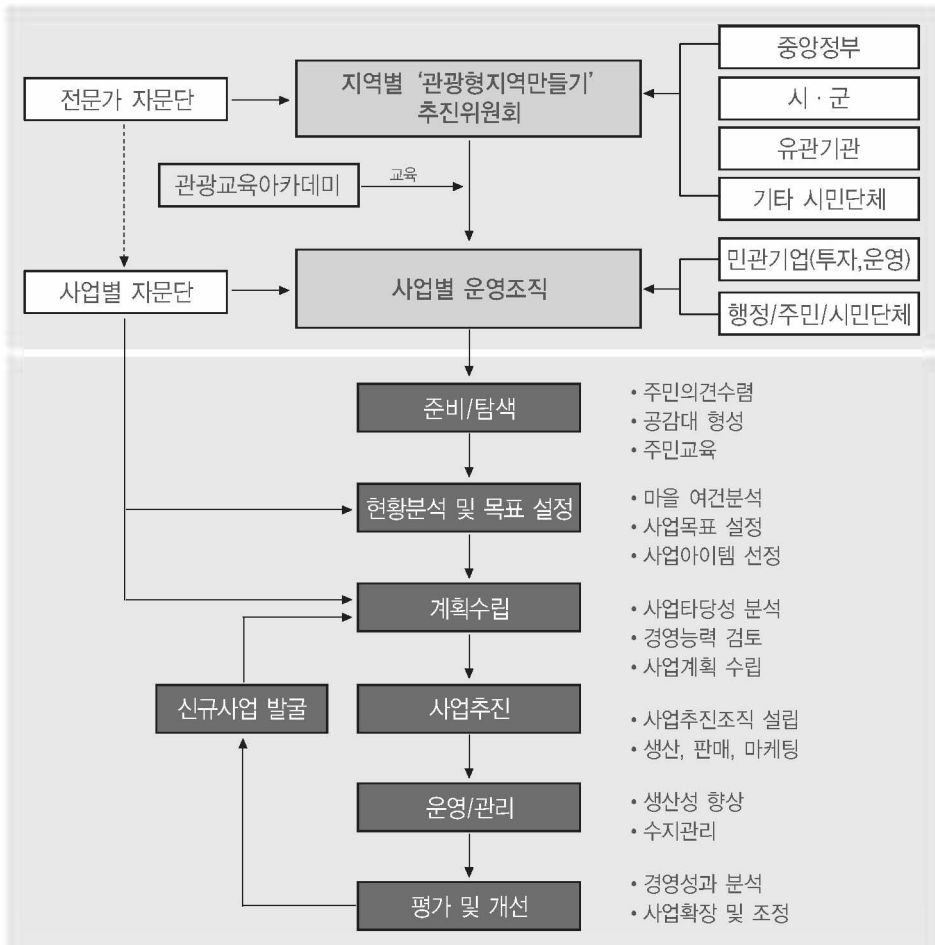 중앙정부
전문가 자문단
지역별 ‘관광형지역만들기’
추진위원회
시 · 군
유관기관
관광교육아카데미
교육
기타 시민단체
민관기업(투자,운영)
사업별 자문단
사업별 운영조직
행정/주민/시민단체
준비/탐색
• 주민의견수렴
• 공감대 형성
• 주민교육
현황분석 및 목표 설정
• 마을 여건분석
• 사업목표 설정
• 사업아이템 선정
계획수립
• 사업타당성 분석
• 경영능력 검토
• 사업계획 수립
신규사업 발굴
사업추진
• 사업추진조직 설립
• 생산, 판매, 마케팅
운영/관리
• 생산성 향상
• 수지관리
평가 및 개선
• 경영성과 분석
• 사업확장 및 조정